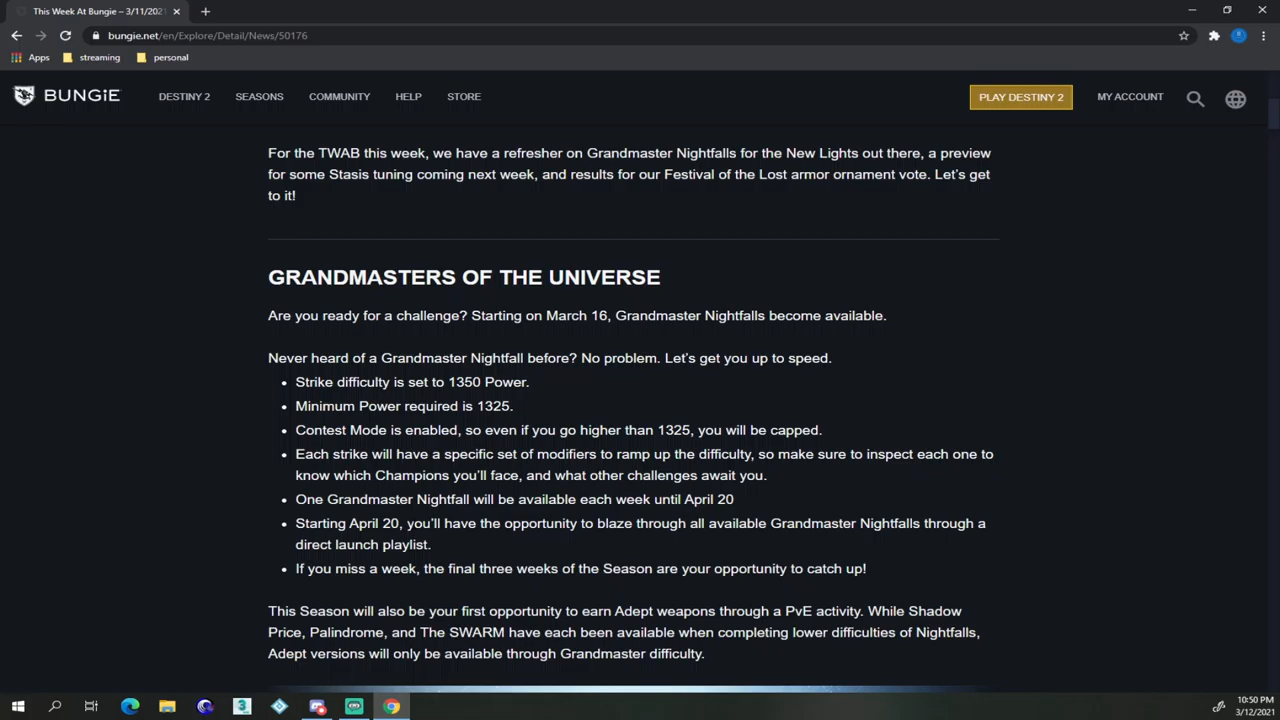 This Week At Bungie – 3/11/2021
bungie.net/en/Explore/Detail/News/50176
Apps streaming personal
BUNGiE DESTINY 2 SEASONS COMMUNITY HELP STORE PLAY DESTINY 2 MY ACCOUNT
For the TWAB this week, we have a refresher on Grandmaster Nightfalls for the New Lights out there, a preview
for some Stasis tuning coming next week, and results for our Festival of the Lost armor ornament vote. Let's get
to it!
GRANDMASTERS OF THE UNIVERSE
Are you ready for a challenge? Starting on March 16, Grandmaster Nightfalls become available.
Never heard of a Grandmaster Nightfall before? No problem. Let's get you up to speed.
• Strike difficulty is set to 1350 Power.
• Minimum Power required is 1325.
• Contest Mode is enabled, so even if you go higher than 1325, you will be capped.
• Each strike will have a specific set of modifiers to ramp up the difficulty, so make sure to inspect each one to
know which Champions you'll face, and what other challenges await you.
• One Grandmaster Nightfall will be available each week until April 20
• Starting April 20, you'll have the opportunity to blaze through all available Grandmaster Nightfalls through a
direct launch playlist.
• If you miss a week, the final three weeks of the Season are your opportunity to catch up!
This Season will also be your first opportunity to earn Adept weapons through a PvE activity. While Shadow
Price, Palindrome, and The SWARM have each been available when completing lower difficulties of Nightfalls,
Adept versions will only be available through Grandmaster difficulty.
10:50 PM
3/12/2021